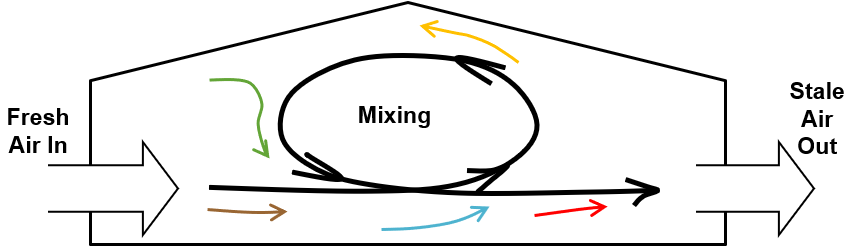 Fresh
Air In
Mixing
Stale
Air
Out